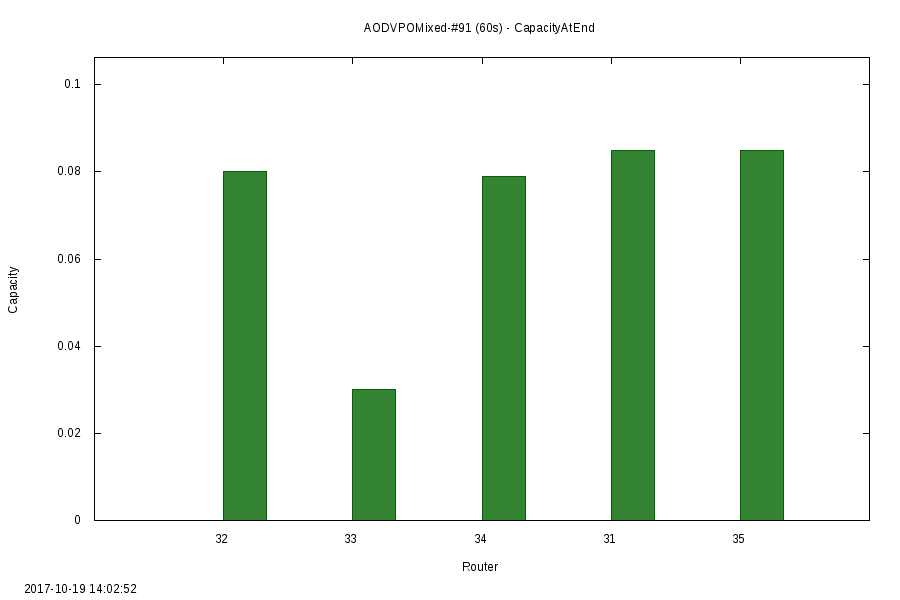 AODVPOMixed-#91 (60s) - CapacityAtEnd
0.1
0.08
0.06
0.04
0.02
0
Capacity
32 33 34 31 35
Router
2017-10-19 14:02:52